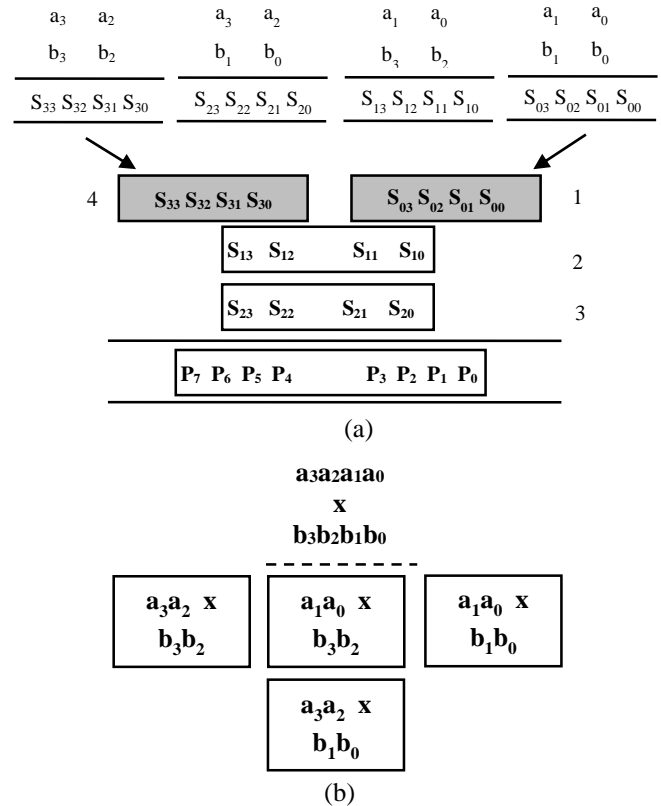 a₃ a₂ a₃ a₂ a₁ a₀ a₁ a₀
b₃ b₂ b₁ b₀ b₃ b₂ b₁ b₀
S₃₃ S₃₂ S₃₁ S₃₀ S₂₃ S₂₂ S₂₁ S₂₀ S₁₃ S₁₂ S₁₁ S₁₀ S₀₃ S₀₂ S₀₁ S₀₀
4 S₃₃ S₃₂ S₃₁ S₃₀ S₀₃ S₀₂ S₀₁ S₀₀ 1
S₁₃ S₁₂ S₁₁ S₁₀ 2
S₂₃ S₂₂ S₂₁ S₂₀ 3
P₇ P₆ P₅ P₄ P₃ P₂ P₁ P₀
(a)
a₃a₂a₁a₀
x
b₃b₂b₁b₀
a₃a₂ x a₁a₀ x a₁a₀ x
b₃b₂ b₃b₂ b₁b₀
a₃a₂ x
b₁b₀
(b)